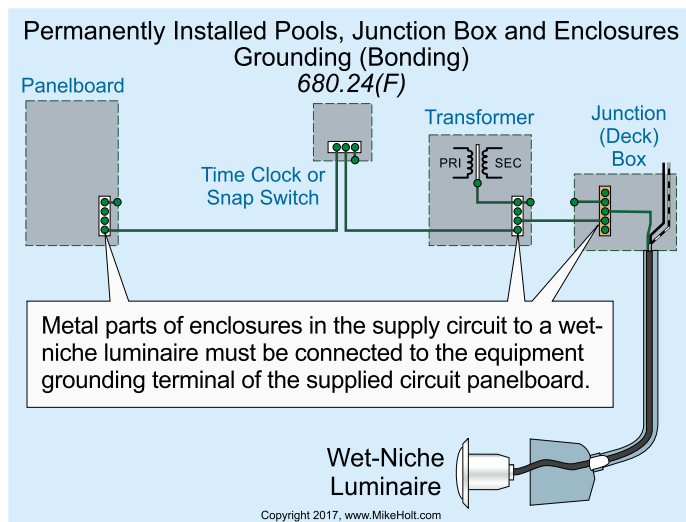 Permanently Installed Pools, Junction Box and Enclosures
Grounding (Bonding)
680.24(F)
Panelboard
Time Clock or
Snap Switch
Transformer
PRI SEC
Junction
(Deck)
Box
Metal parts of enclosures in the supply circuit to a wet-
niche luminaire must be connected to the equipment
grounding terminal of the supplied circuit panelboard.
Wet-Niche
Luminaire
Copyright 2017, www.MikeHolt.com